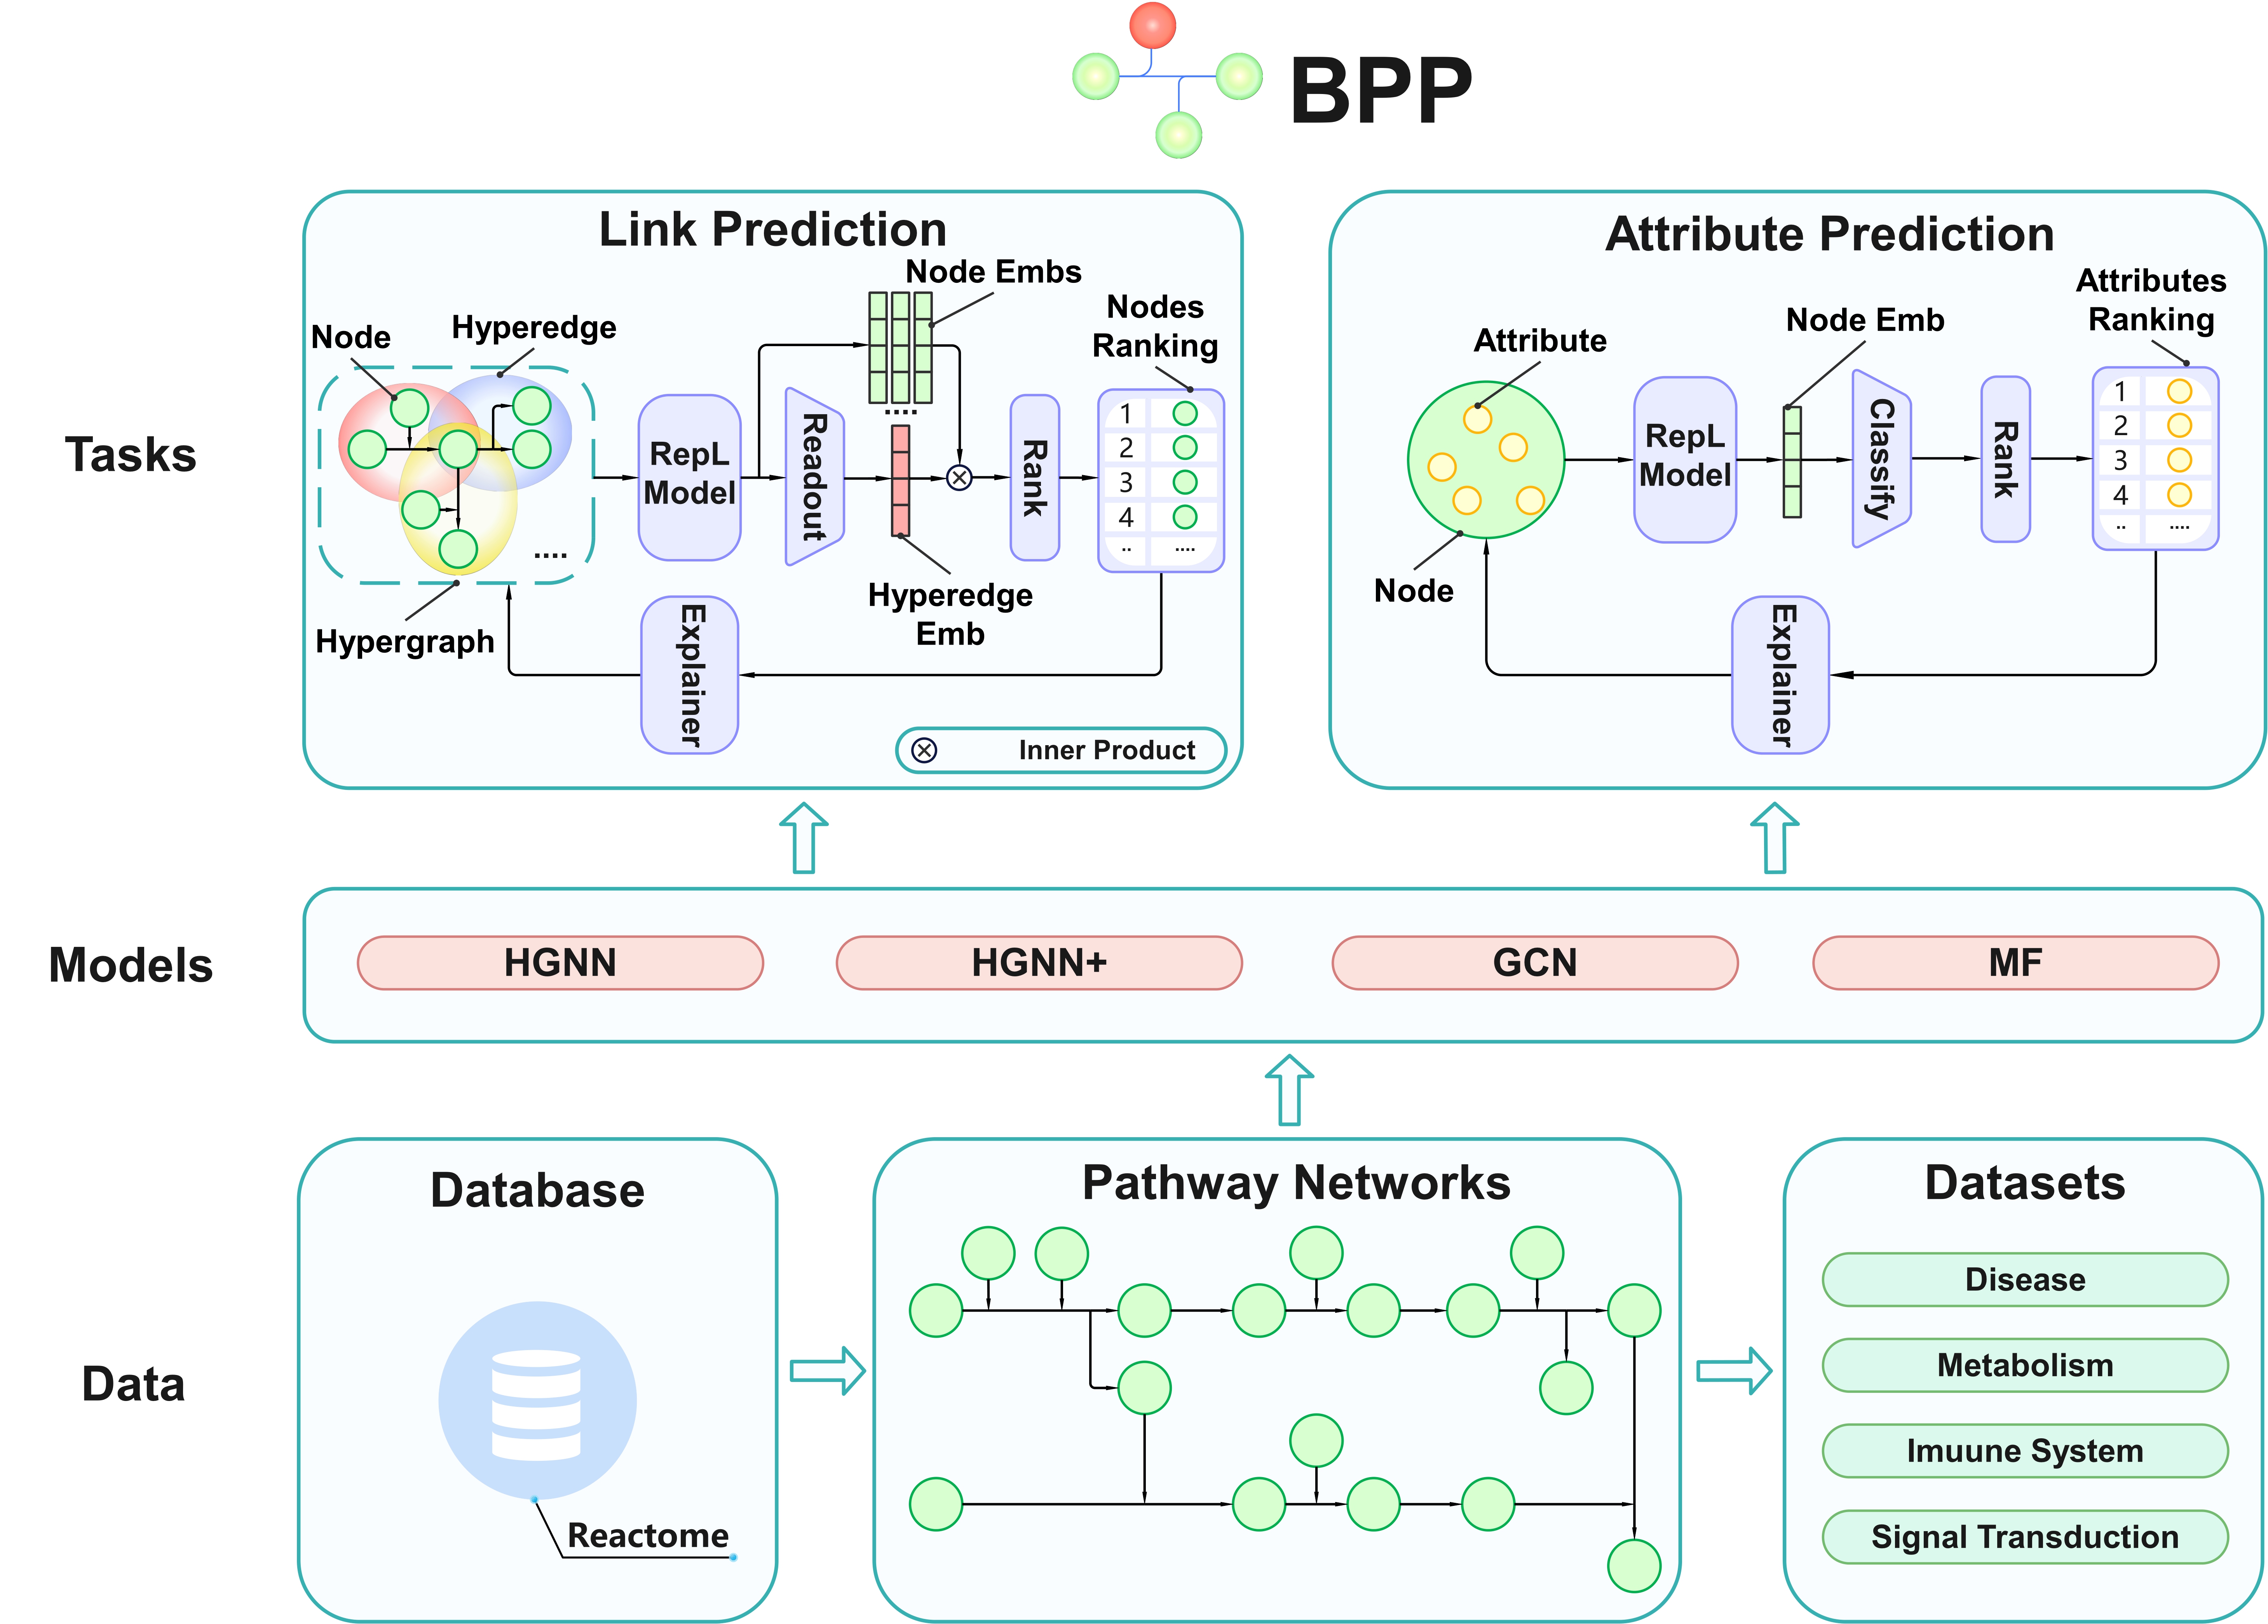 BPP
Tasks
Link Prediction
Node Embs
Node
Hyperedge
Nodes
Ranking
RepL
Model
Readout
Rank
1
2
3
4
..
....
....
....
Hypergraph
Hyperedge
Emb
Explainer
Inner Product
Attribute Prediction
Attribute
Node Emb
Attributes
Ranking
RepL
Model
Classify
Rank
1
2
3
4
..
....
Node
Explainer
Models
HGNN
HGNN+
GCN
MF
Data
Database
Reactome
Pathway Networks
Datasets
Disease
Metabolism
Imuune System
Signal Transduction